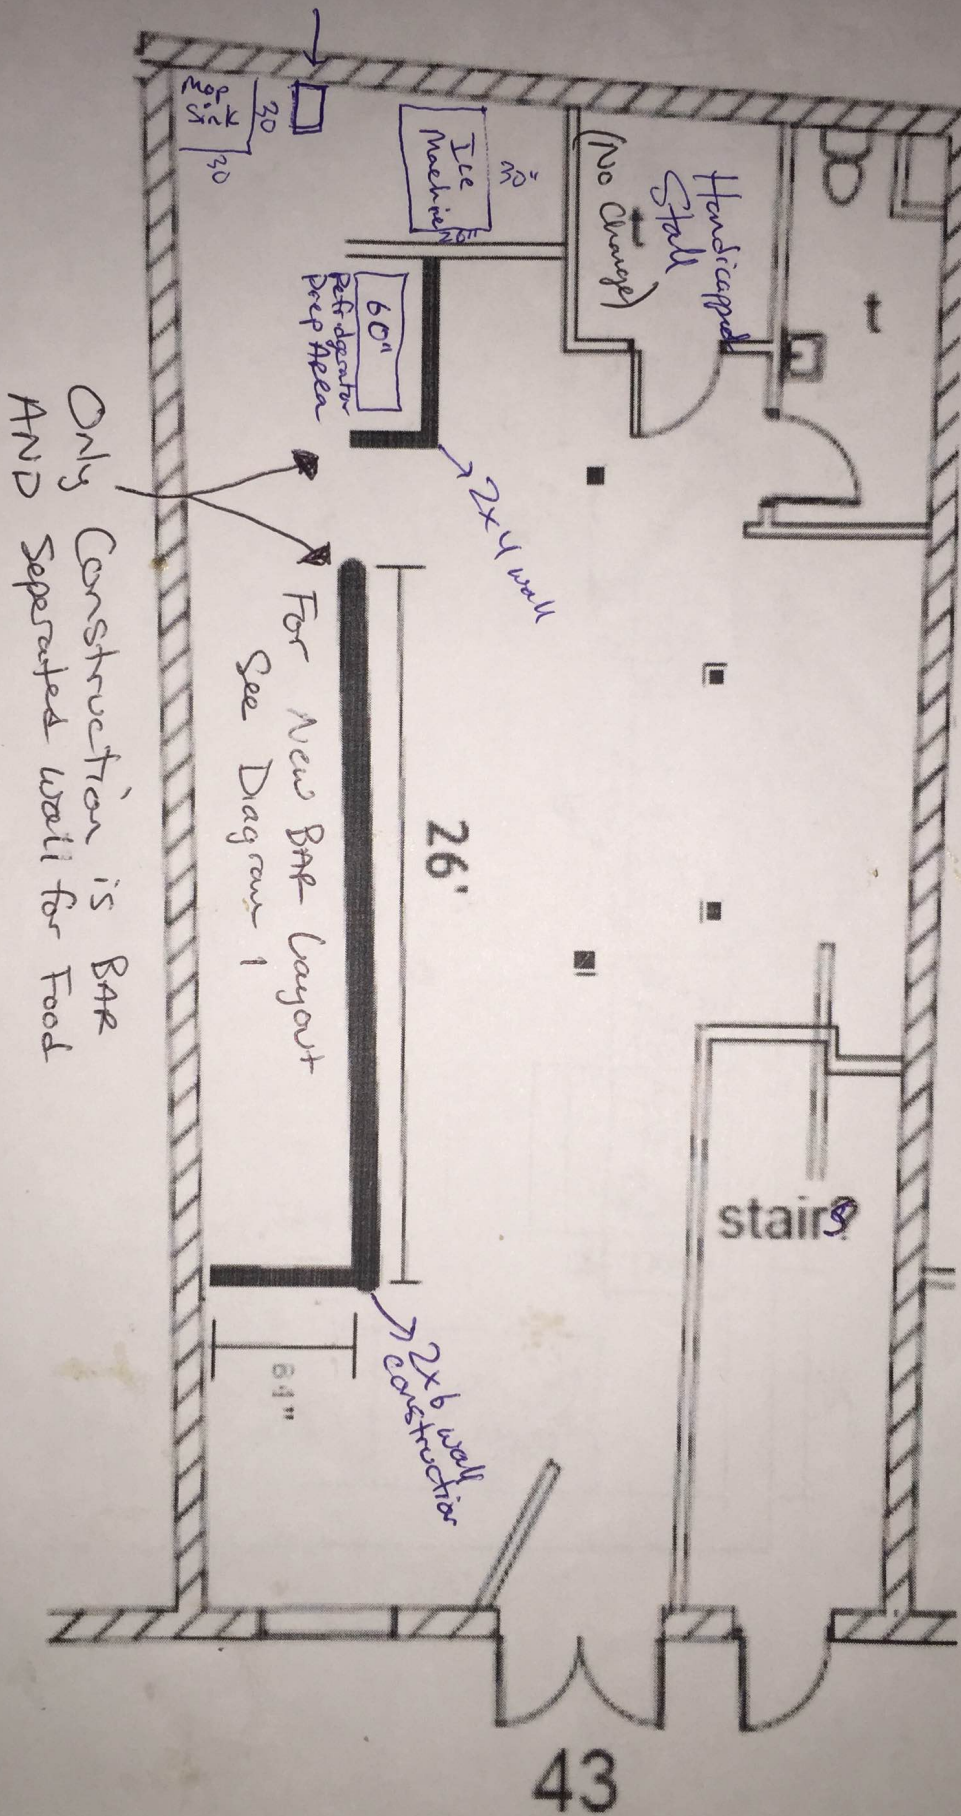 mop
sink
30
30
Ice
Machine
30"
Handicapped
Stall
(No Change)
t
t
60"
Refridgerator
Prep Area
2x4 wall
Only Construction is BAR
AND Seperated wall for Food
For New BAR Layout
See Diagram 1
26'
stairs
64"
2x6 wall
construction
43